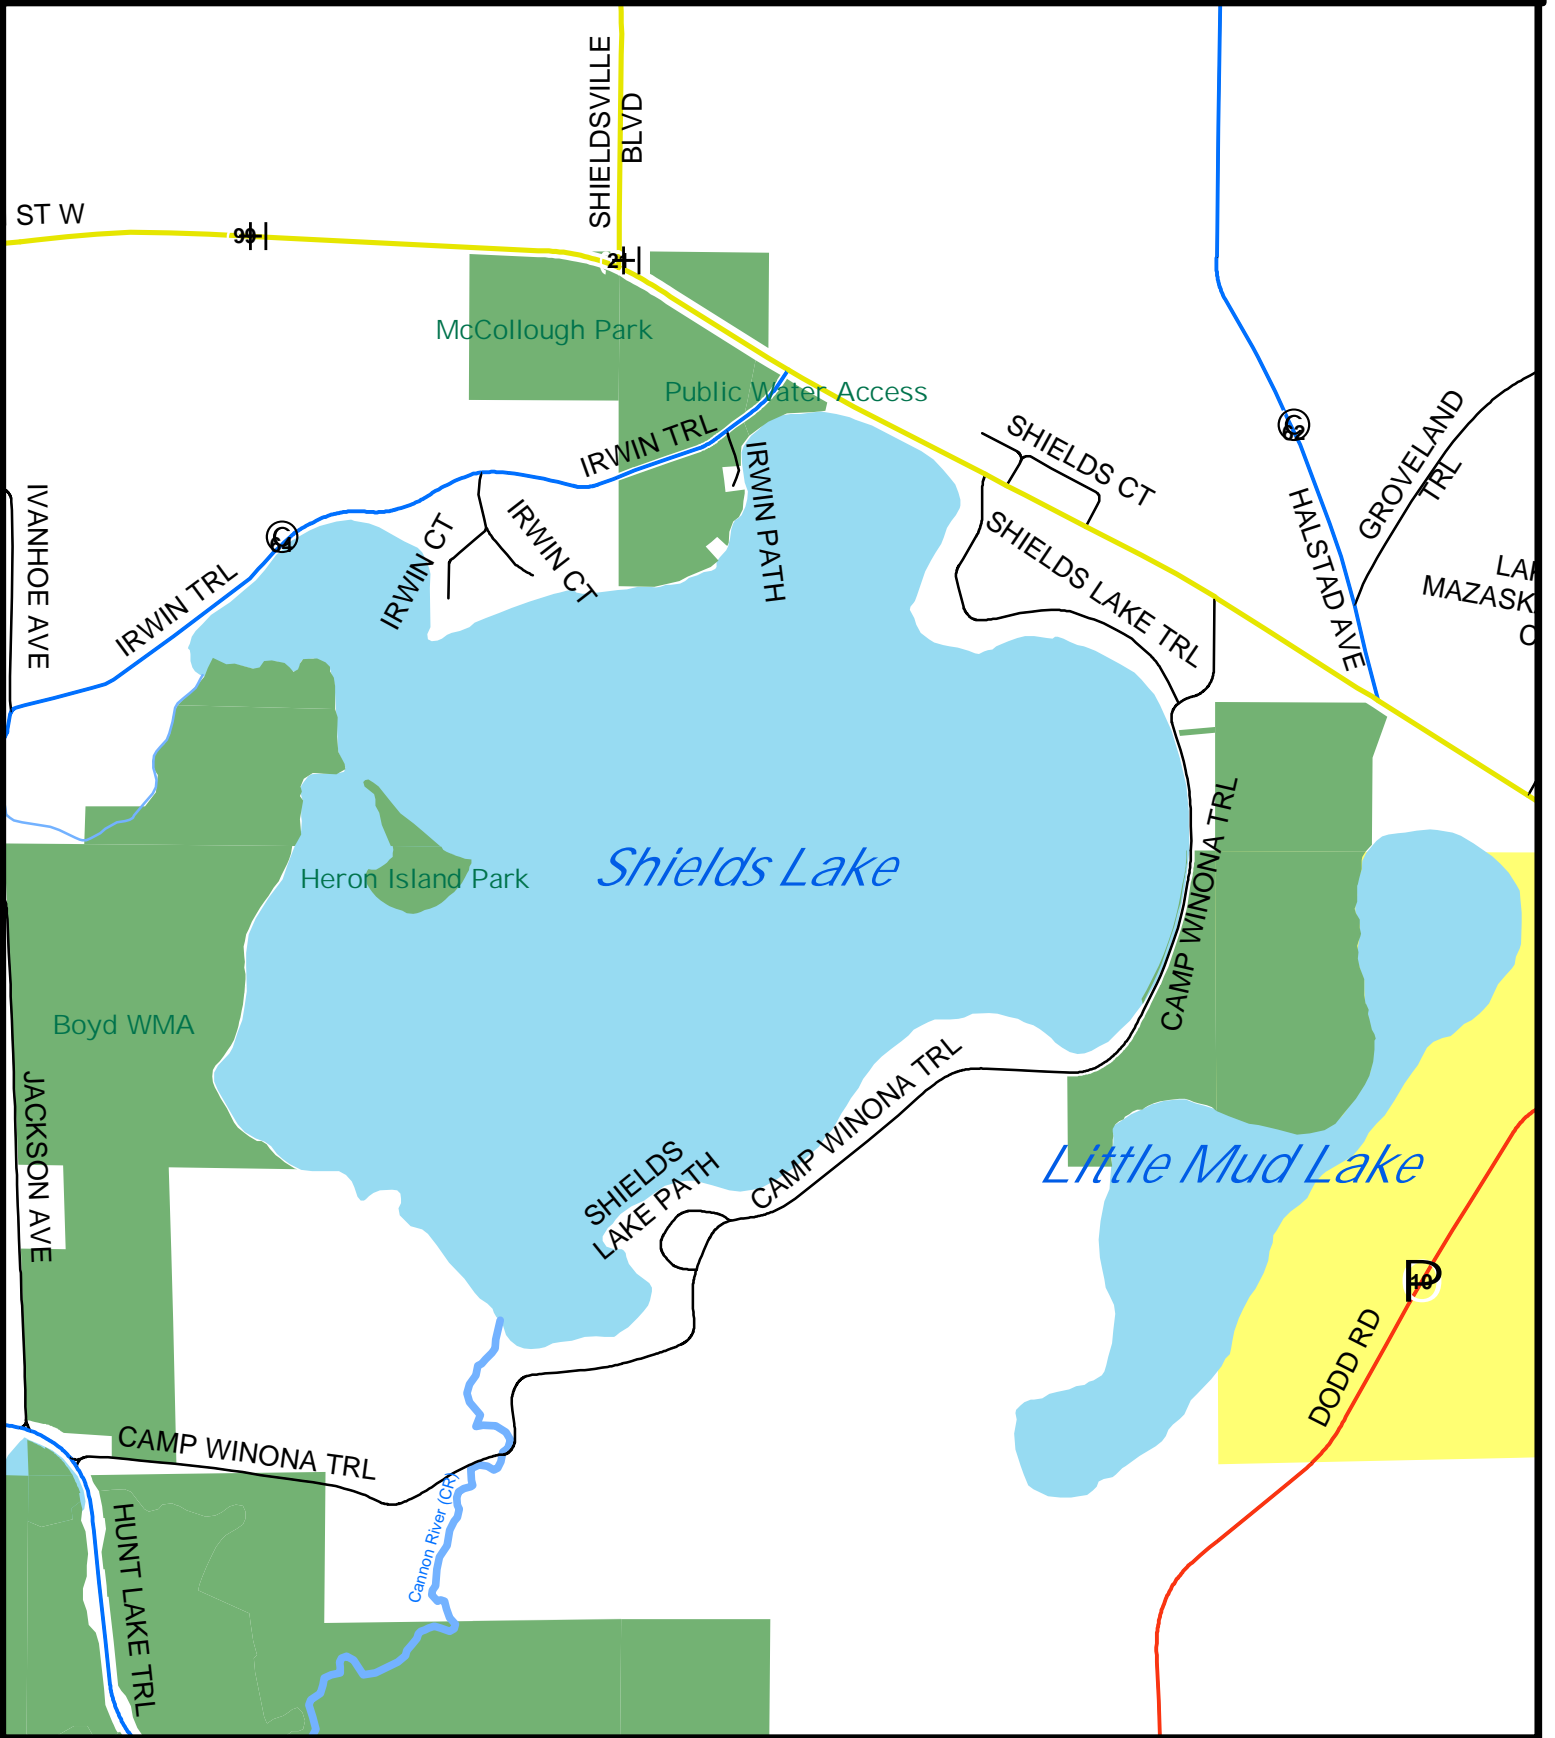 SHIELDSVILLE
BLVD
ST W
99
21
McCollough Park
Public Water Access
IRWIN TRL
SHIELDS CT
62
GROVELAND
TRL
IVANHOE AVE
IRWIN PATH
IRWIN CT
IRWIN CT
64
HALSTAD AVE
SHIELDS LAKE TRL
IRWIN TRL
MAZASK
Heron Island Park
Shields Lake
CAMP WINONA TRL
Boyd WMA
JACKSON AVE
CAMP WINONA TRL
SHIELDS
LAKE PATH
Little Mud Lake
P
10
DODD RD
CAMP WINONA TRL
Cannon River (CR)
HUNT LAKE TRL